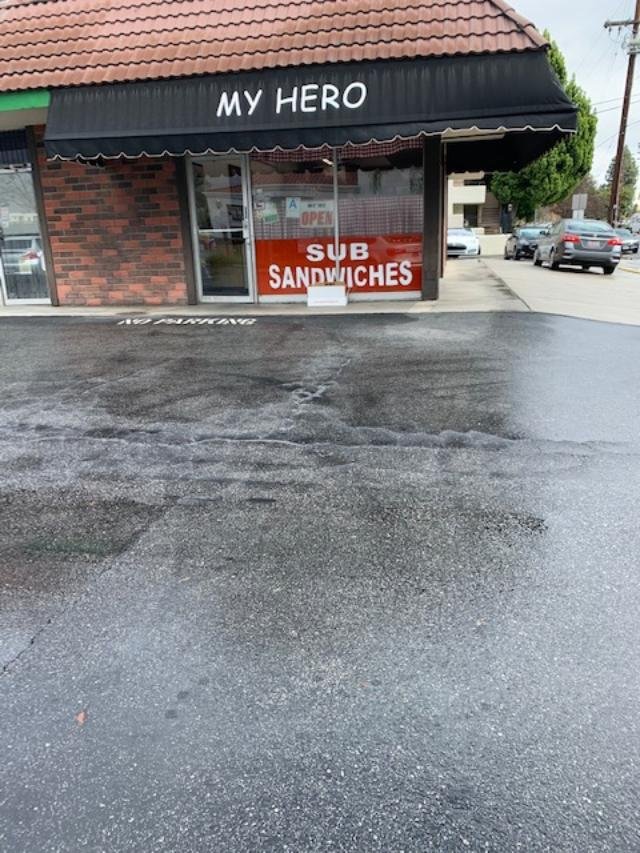 MY HERO
A
OPEN
SUB
SANDWICHES
NO PARKING